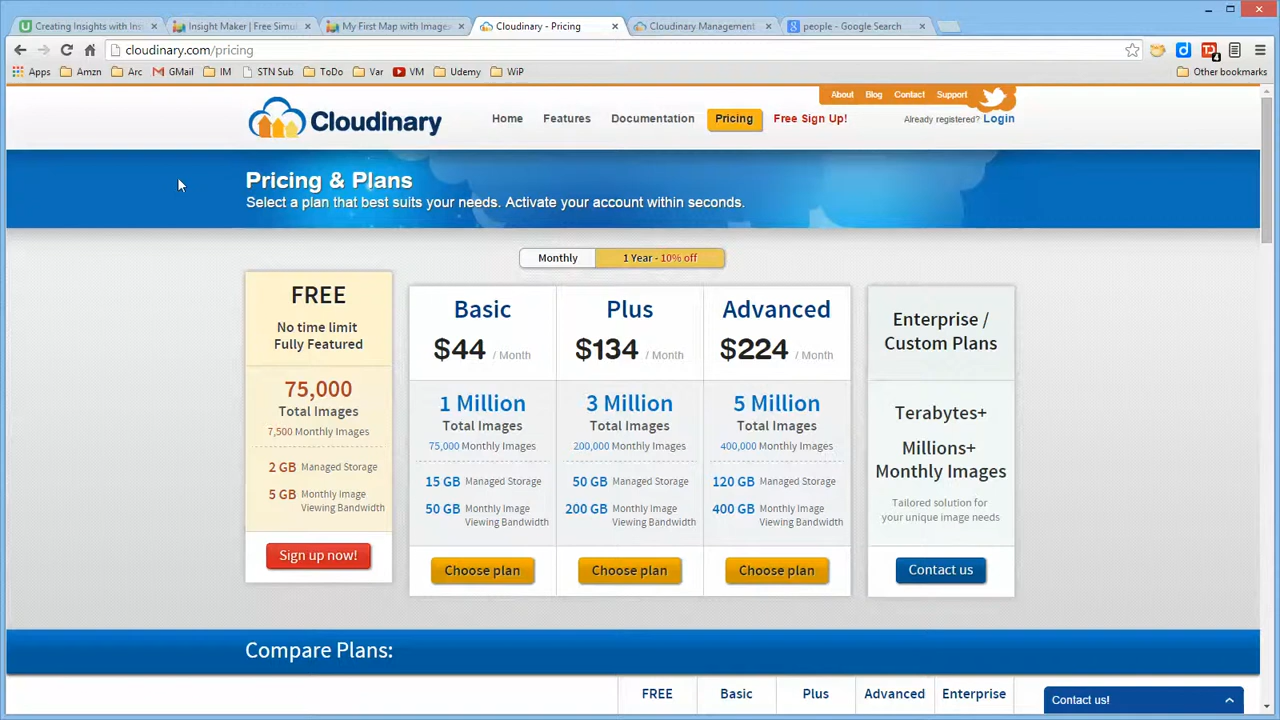 Creating Insights with Ins
Insight Maker | Free Simu
My First Map with Image
Cloudinary - Pricing
Cloudinary Management
people - Google Search
cloudinary.com/pricing
Apps
Amzn
Arc
GMail
IM
STN Sub
ToDo
Var
VM
Udemy
WiP
Other bookmarks
About
Blog
Contact
Support
Cloudinary
Home
Features
Documentation
Pricing
Free Sign Up!
Already registered? Login
Pricing & Plans
Select a plan that best suits your needs. Activate your account within seconds.
Monthly
1 Year - 10% off
FREE
No time limit
Fully Featured
75,000
Total Images
7,500 Monthly Images
2 GB Managed Storage
5 GB Monthly Image
Viewing Bandwidth
Sign up now!
Basic
$44 / Month
1 Million
Total Images
75,000 Monthly Images
15 GB Managed Storage
50 GB Monthly Image
Viewing Bandwidth
Choose plan
Plus
$134 / Month
3 Million
Total Images
200,000 Monthly Images
50 GB Managed Storage
200 GB Monthly Image
Viewing Bandwidth
Choose plan
Advanced
$224 / Month
5 Million
Total Images
400,000 Monthly Images
120 GB Managed Storage
400 GB Monthly Image
Viewing Bandwidth
Choose plan
Enterprise /
Custom Plans
Terabytes+
Millions+
Monthly Images
Tailored solution for
your unique image needs
Contact us
Compare Plans:
FREE
Basic
Plus
Advanced
Enterprise
Contact us!